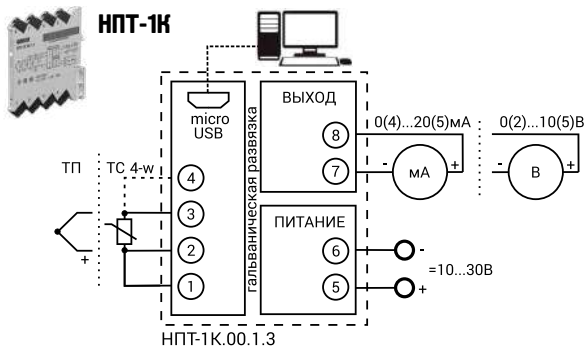 НПТ-1К
micro
USB
гальваническая развязка
ВЫХОД
8
7
0(4)...20(5)мА
0(2)...10(5)В
- мА +
- В +
ТП
ТС 4-w
4
3
2
1
+
ПИТАНИЕ
6
5
-
+
=10...30В
НПТ-1К.00.1.3